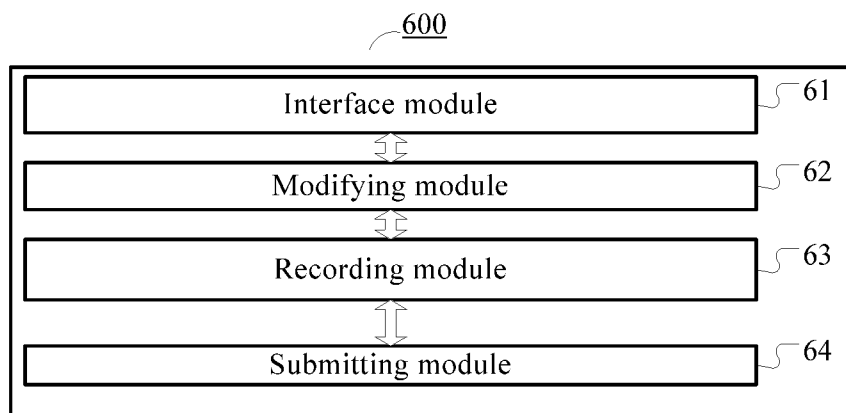 600
Interface module 61
Modifying module 62
Recording module 63
Submitting module 64